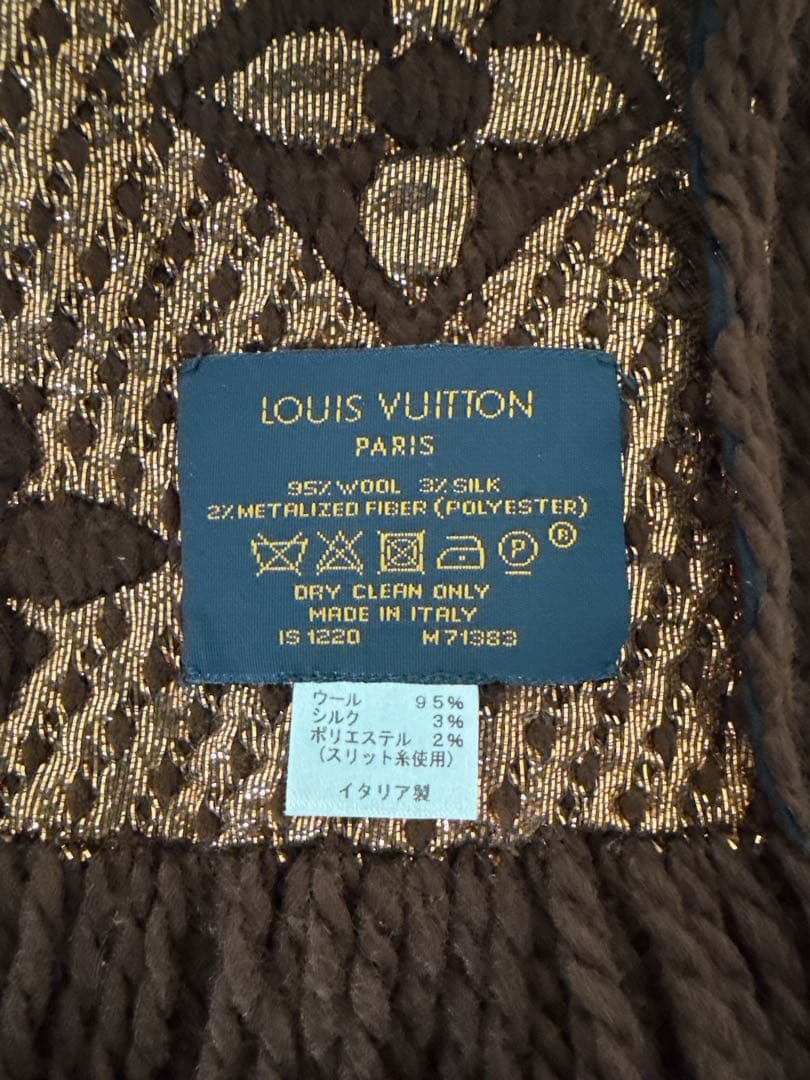 LOUIS VUITTON
PARIS
95% WOOL 3% SILK
2% METALIZED FIBER (POLYESTER)
P ®
DRY CLEAN ONLY
MADE IN ITALY
IS 1220 M71383
ウール 95%
シルク 3%
ポリエステル 2%
(スリット糸使用)
イタリア製